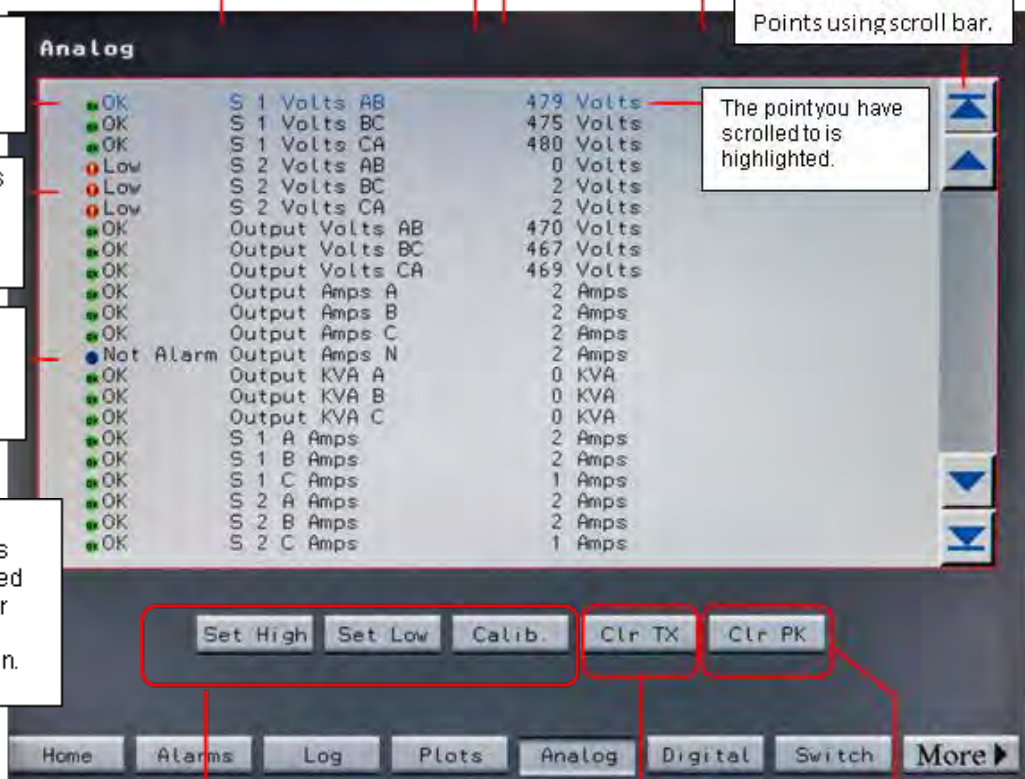 Points using scroll bar.
Analog
OK S 1 Volts AB 479 Volts
OK S 1 Volts BC 475 Volts
OK S 1 Volts CA 480 Volts
Low S 2 Volts AB 0 Volts
Low S 2 Volts BC 2 Volts
Low S 2 Volts CA 2 Volts
OK Output Volts AB 470 Volts
OK Output Volts BC 467 Volts
OK Output Volts CA 469 Volts
OK Output Amps A 2 Amps
OK Output Amps B 2 Amps
OK Output Amps C 2 Amps
Not Alarm Output Amps N 2 Amps
OK Output KVA A 0 KVA
OK Output KVA B 0 KVA
OK Output KVA C 0 KVA
OK S 1 A Amps 2 Amps
OK S 1 B Amps 2 Amps
OK S 1 C Amps 1 Amps
OK S 2 A Amps 2 Amps
OK S 2 B Amps 2 Amps
OK S 2 C Amps 1 Amps
The point you have
scrolled to is
highlighted.
s
s
ed
r
n.
Set High Set Low Calib. Clr TX Clr PK
Home Alarms Log Plots Analog Digital Switch More